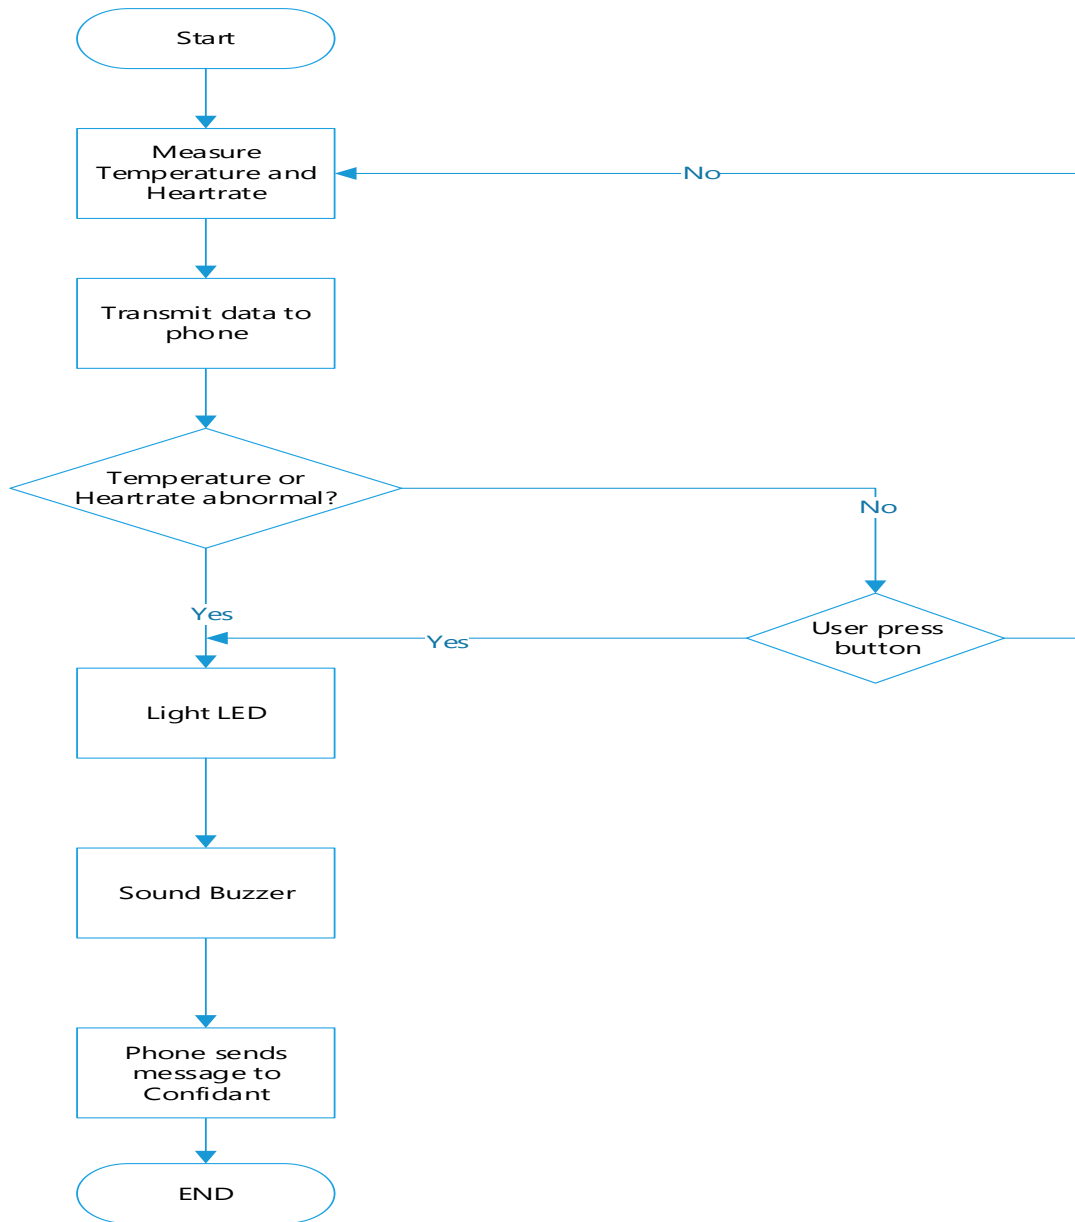 Start
Measure
Temperature and
Heartrate
No
Transmit data to
phone
Temperature or
Heartrate abnormal?
No
Yes
User press
button
Yes
Light LED
Sound Buzzer
Phone sends
message to
Confidant
END